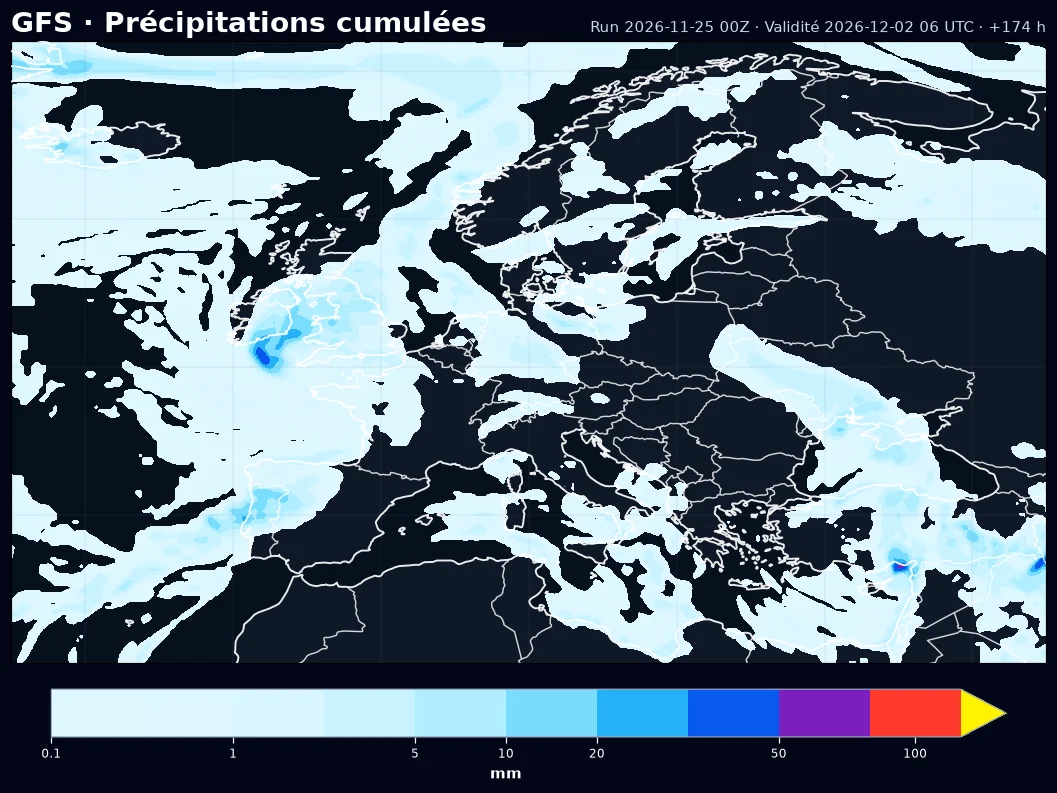 GFS · Précipitations cumulées
Run 2026-11-25 00Z · Validité 2026-12-02 06 UTC · +174 h
0.1 1 5 10 20 50 100
mm